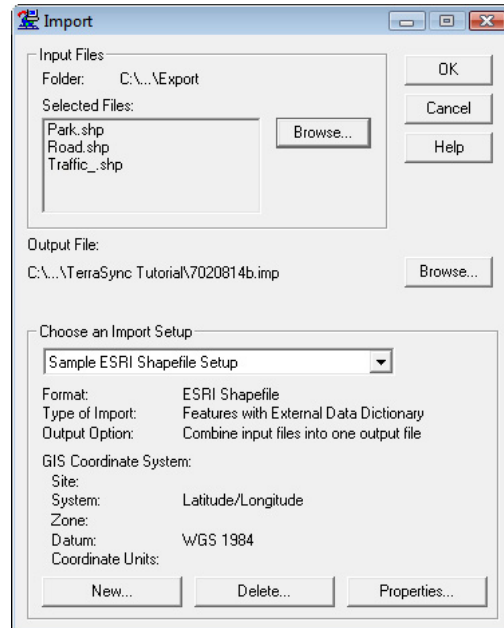 Import
Input Files
Folder: C:\...\Export
Selected Files:
Park.shp
Road.shp
Traffic_.shp
Browse...
OK
Cancel
Help
Output File:
C:\...\TerraSync Tutorial\7020814b.imp
Browse...
Choose an Import Setup
Sample ESRI Shapefile Setup
Format: ESRI Shapefile
Type of Import: Features with External Data Dictionary
Output Option: Combine input files into one output file
GIS Coordinate System:
Site:
System: Latitude/Longitude
Zone:
Datum: WGS 1984
Coordinate Units:
New... Delete... Properties...